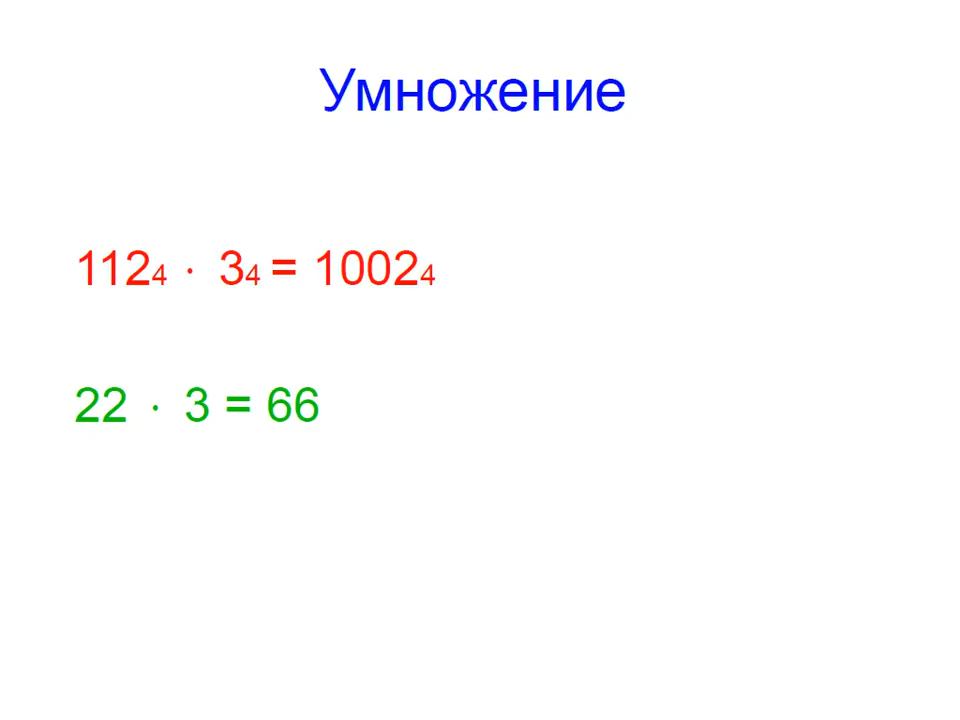 Умножение
112₄ · 3₄ = 1002₄
22 · 3 = 66